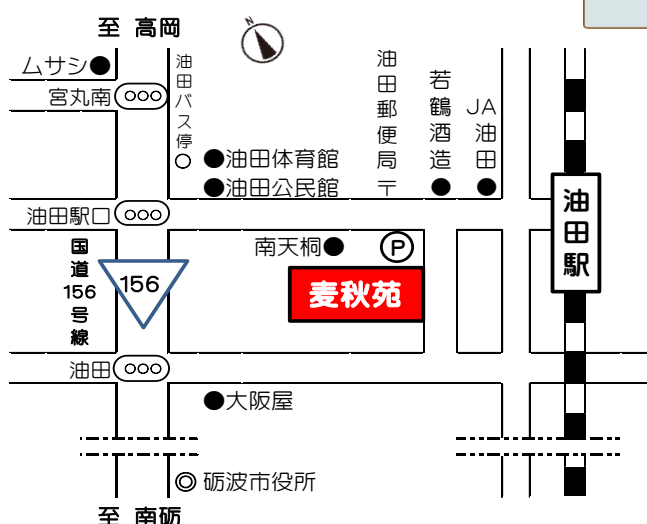 至 高岡
N
ムサシ●
宮丸南
油田バス停
油田郵便局
〒
若鶴酒造
JA油田
●油田体育館
●油田公民館
油田駅口
油田駅
国道156号線
156
南天桐●
P
麦秋苑
油田
●大阪屋
◎ 砺波市役所
至 南砺